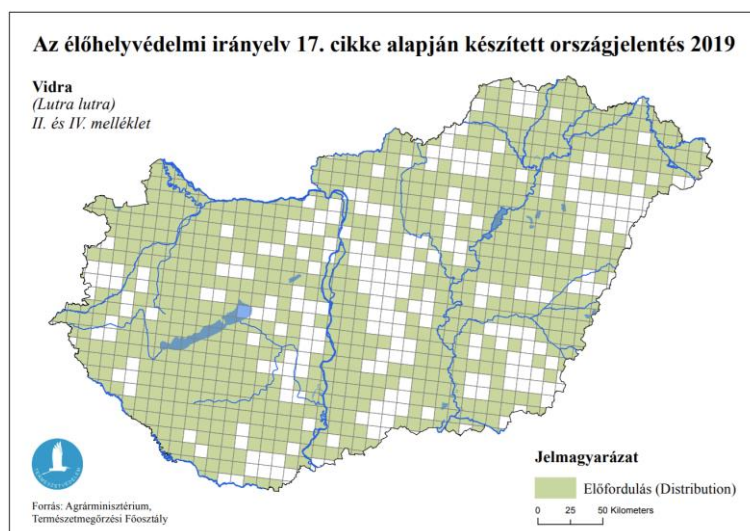 Az élőhelyvédelmi irányelv 17. cikke alapján készített országjelentés 2019
Vidra
(Lutra lutra)
II. és IV. melléklet
TERMÉSZETVÉDELEM
Forrás: Agrárminisztérium,
Természetmegőrzési Főosztály
Jelmagyarázat
Előfordulás (Distribution)
0 25 50 Kilometers